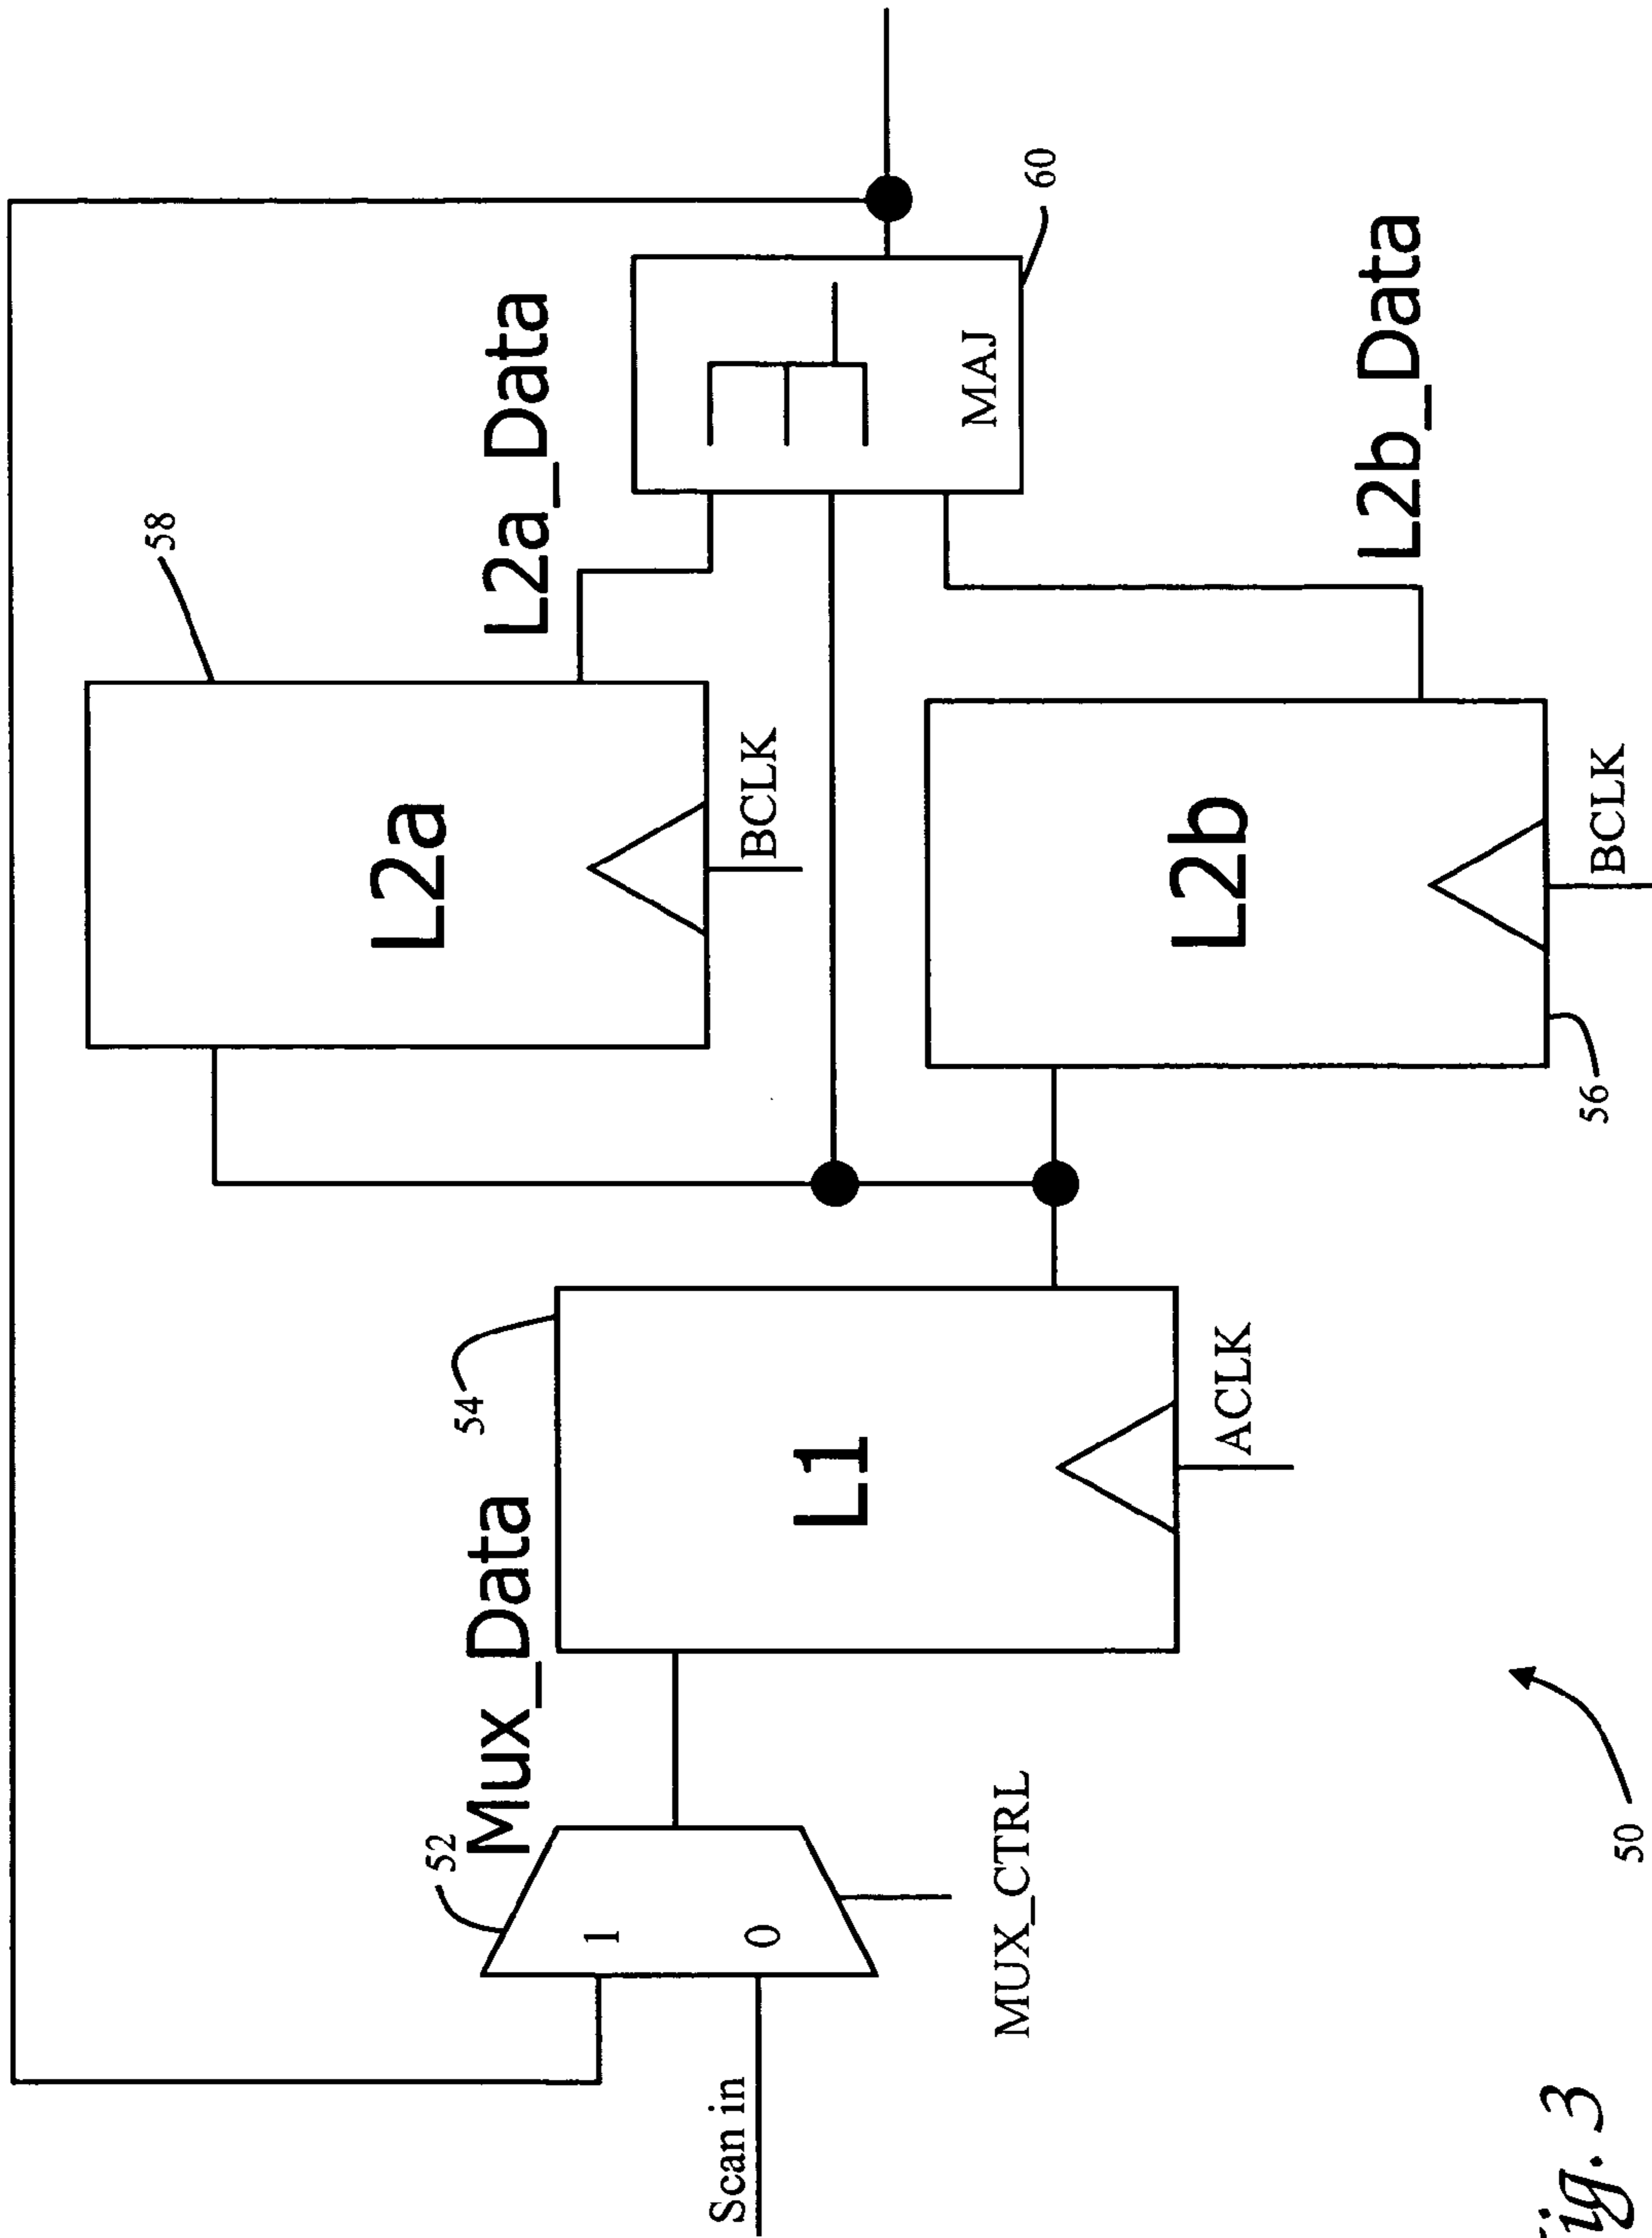 58
L2a
BCLK
L2a_Data
60
MAJ
54
Mux_Data
L1
ACLK
52
1
0
Scan in
MUX_CTRL
L2b
BCLK
L2b_Data
56
50
ig. 3